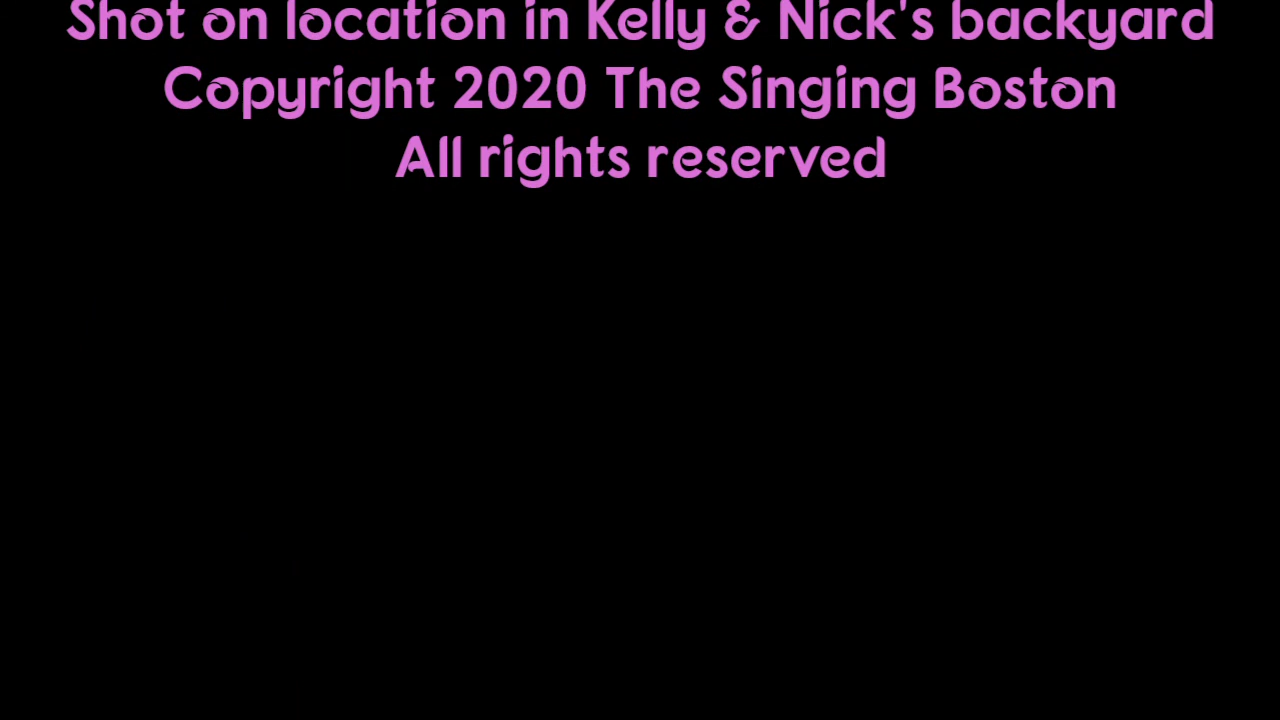 Shot on location in Kelly & Nick's backyard
Copyright 2020 The Singing Boston
All rights reserved